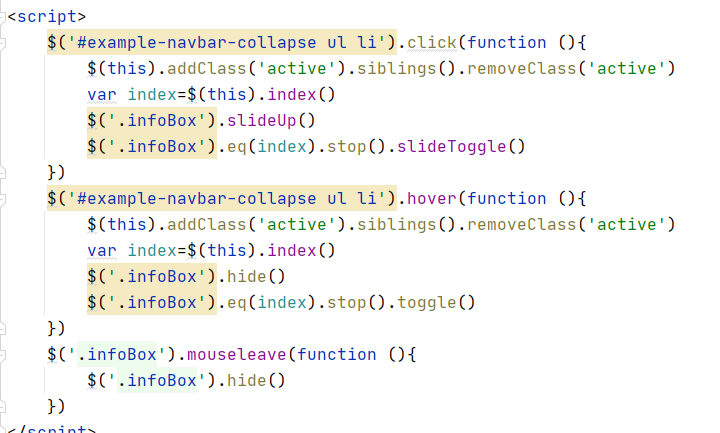 <script>
    $('#example-navbar-collapse ul li').click(function (){
        $(this).addClass('active').siblings().removeClass('active')
        var index=$(this).index()
        $('.infoBox').slideUp()
        $('.infoBox').eq(index).stop().slideToggle()
    })
    $('#example-navbar-collapse ul li').hover(function (){
        $(this).addClass('active').siblings().removeClass('active')
        var index=$(this).index()
        $('.infoBox').hide()
        $('.infoBox').eq(index).stop().toggle()
    })
    $('.infoBox').mouseleave(function (){
        $('.infoBox').hide()
    })
</script>